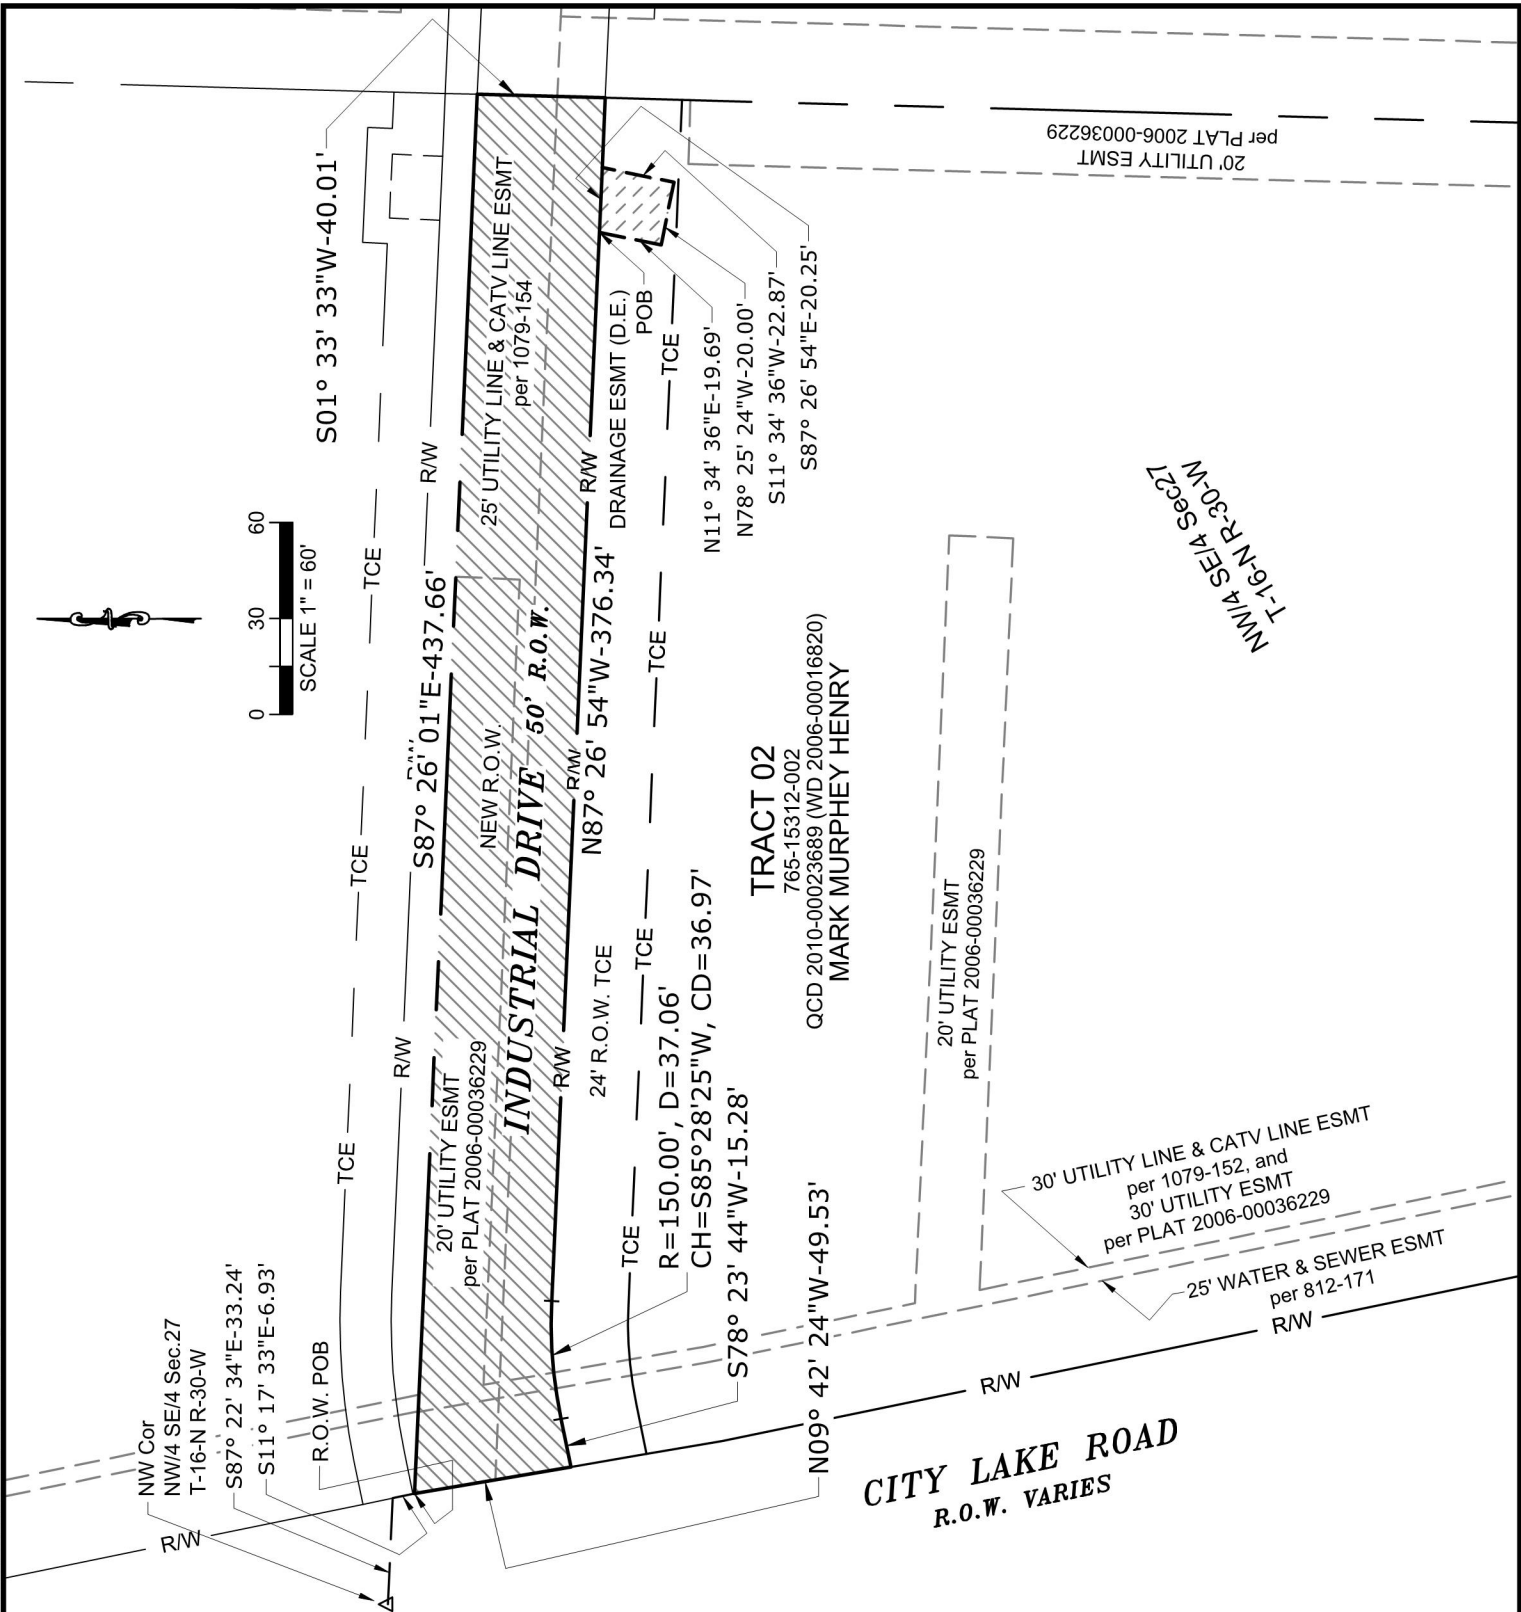 NW Cor
NW/4 SE/4 Sec.27
T-16-N R-30-W
S87° 22' 34"E-33.24'
S11° 17' 33"E-6.93'
R.O.W. POB
R/W
TCE
TCE
TCE
TCE
R/W
R/W
R/W
S01° 33' 33"W-40.01'
0 30 60
SCALE 1" = 60'
S87° 26' 01"E-437.66'
20' UTILITY ESMT
per PLAT 2006-00036229
NEW R.O.W.
25' UTILITY LINE & CATV LINE ESMT
per 1079-154
INDUSTRIAL DRIVE 50' R.O.W.
R/W
R/W
R/W
N87° 26' 54"W-376.34'
24' R.O.W. TCE
DRAINAGE ESMT (D.E.)
POB
TCE
TCE
TCE
TCE
R=150.00', D=37.06'
CH=S85°28'25"W, CD=36.97'
S78° 23' 44"W-15.28'
N09° 42' 24"W-49.53'
N11° 34' 36"E-19.69'
N78° 25' 24"W-20.00'
S11° 34' 36"W-22.87'
S87° 26' 54"E-20.25'
TRACT 02
765-15312-002
QCD 2010-00023689 (WD 2006-00016820)
MARK MURPHEY HENRY
20' UTILITY ESMT
per PLAT 2006-00036229
20' UTILITY ESMT
per PLAT 2006-00036229
NW/4 SE/4 Sec27
T-16-N R-30-W
30' UTILITY LINE & CATV LINE ESMT
per 1079-152, and
30' UTILITY ESMT
per PLAT 2006-00036229
25' WATER & SEWER ESMT
per 812-171
R/W
R/W
CITY LAKE ROAD
R.O.W. VARIES